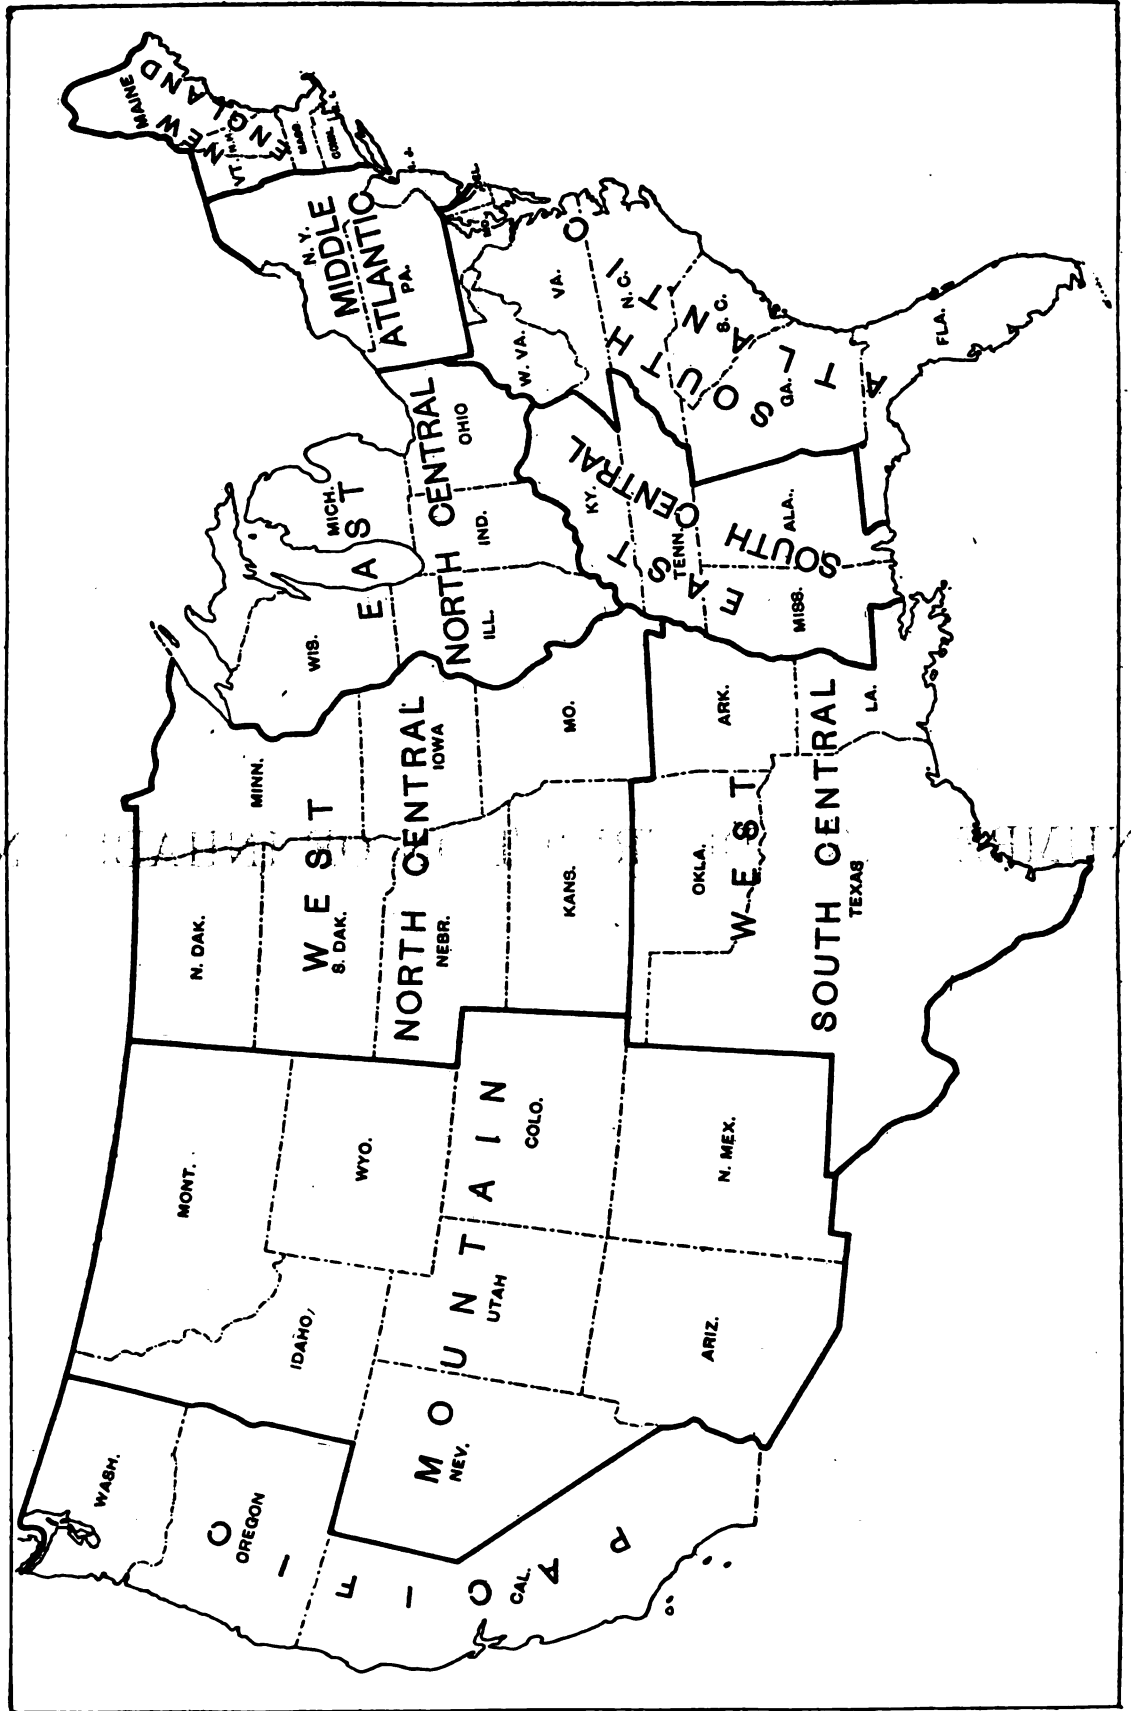 WASH.
OREGON
CAL.
PACIFIC
MONT.
IDAHO,
WYO.
NEV.
UTAH
COLO.
ARIZ.
N. MEX.
MOUNTAIN
N. DAK.
S. DAK.
NEBR.
KANS.
MINN.
IOWA
MO.
WEST
NORTH CENTRAL
OKLA.
TEXAS
ARK.
LA.
WEST
SOUTH CENTRAL
WIS.
MICH.
ILL.
IND.
OHIO
EAST
NORTH CENTRAL
KY.
TENN.
MISS.
ALA..
EAST
SOUTH CENTRAL
N. Y.
PA.
N. J.
MIDDLE
ATLANTIC
MAINE
VT.
N.H.
MASS.
CONN.
NEW
ENGLAND
DEL.
MD.
W. VA.
VA.
N. C.
S. C.
GA.
FLA.
SOUTH
ATLANTIC